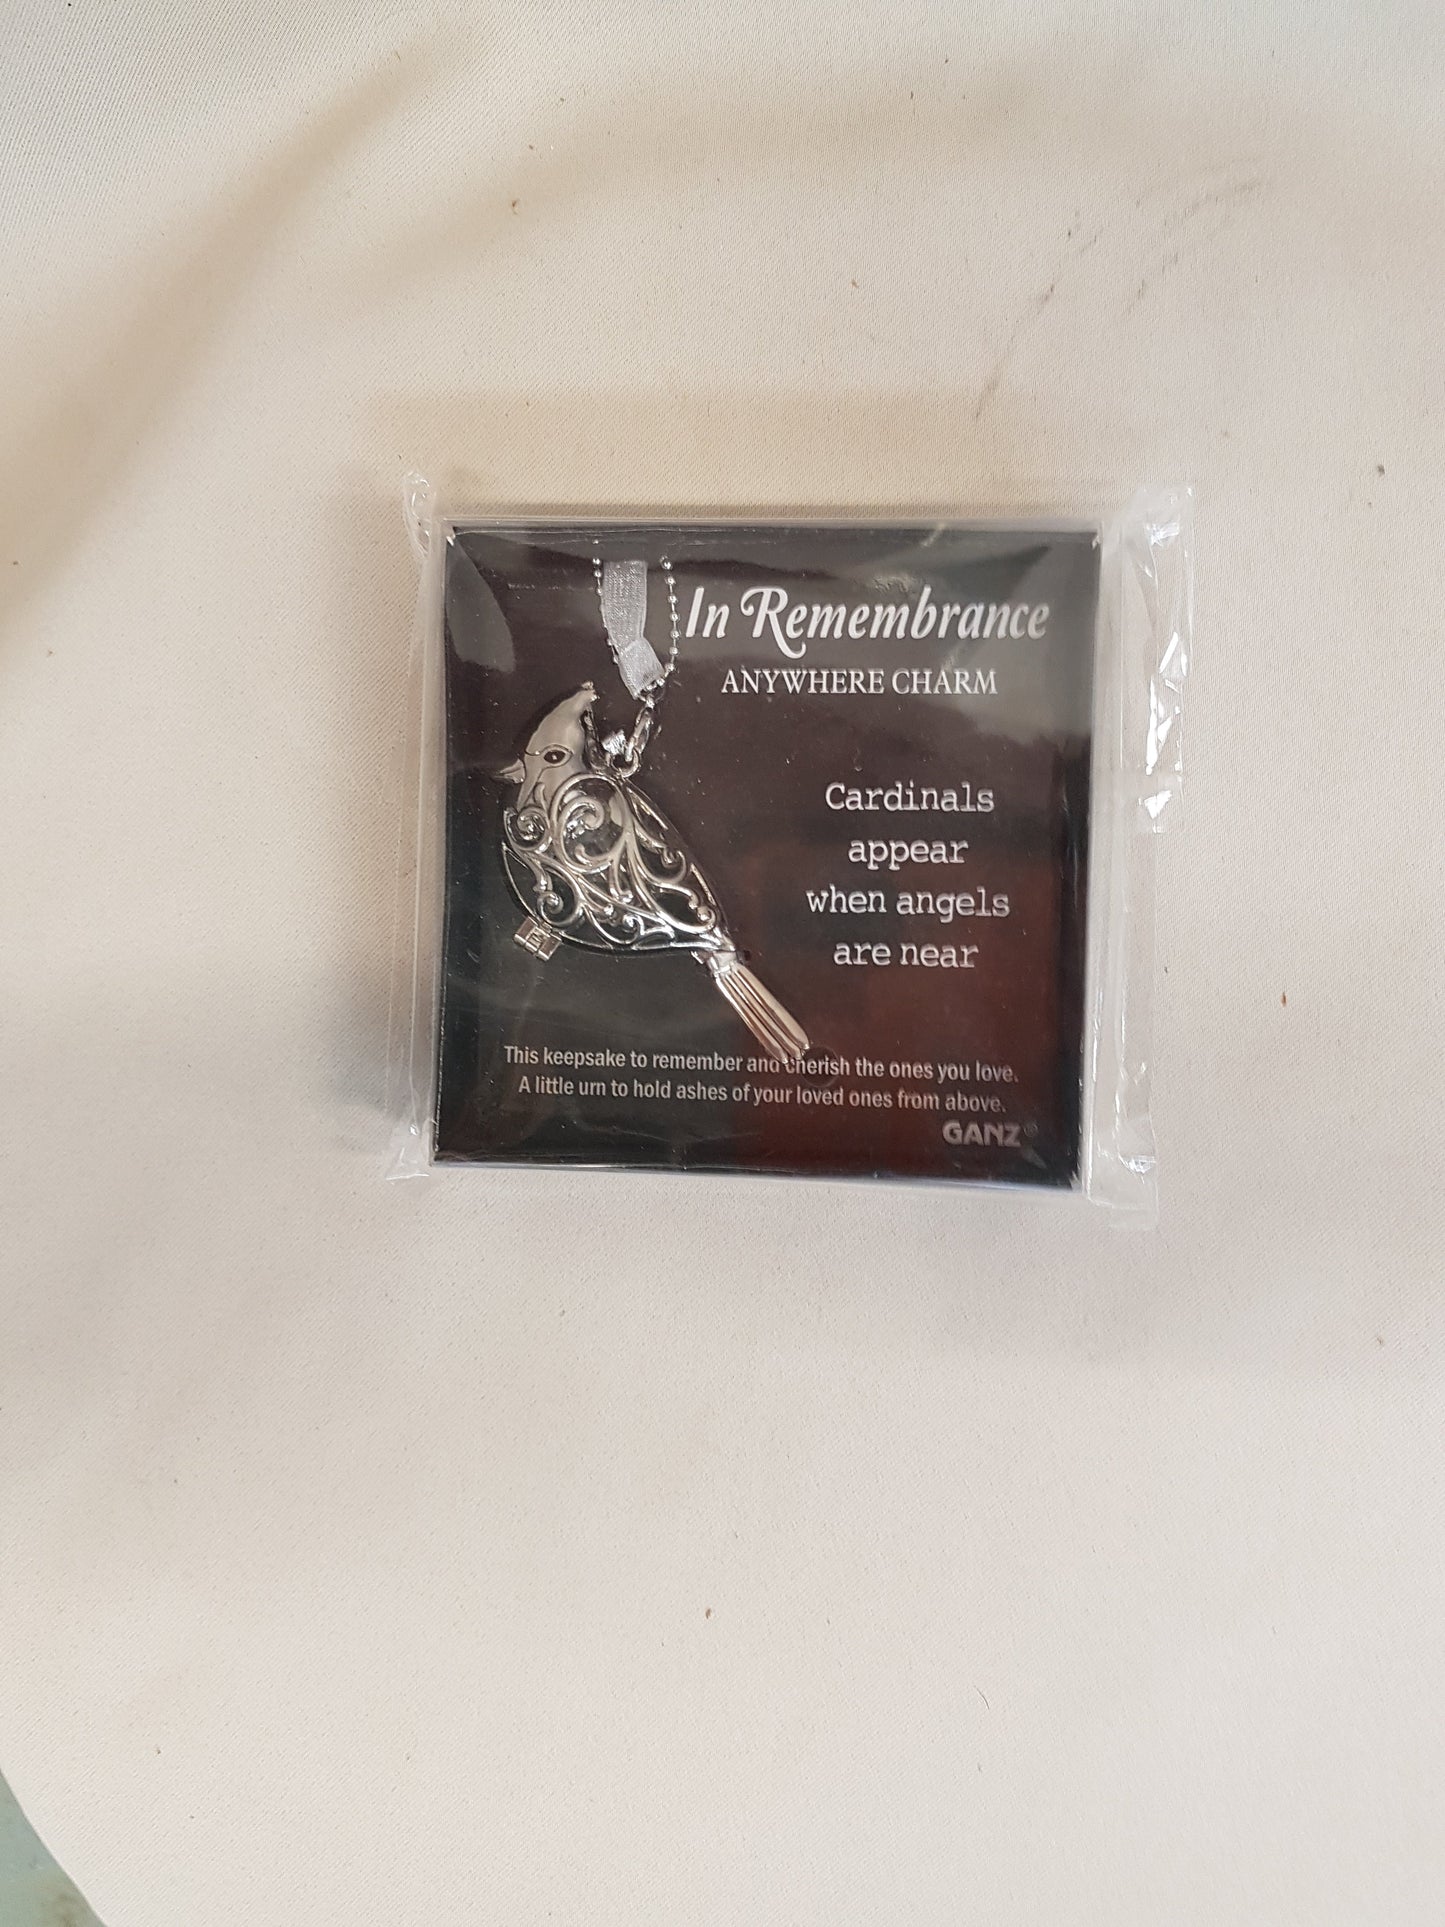 In Remembrance
ANYWHERE CHARM
Cardinals
appear
when angels
are near
This keepsake to remember and cherish the ones you love.
A little urn to hold ashes of your loved ones from above.
GANZ®